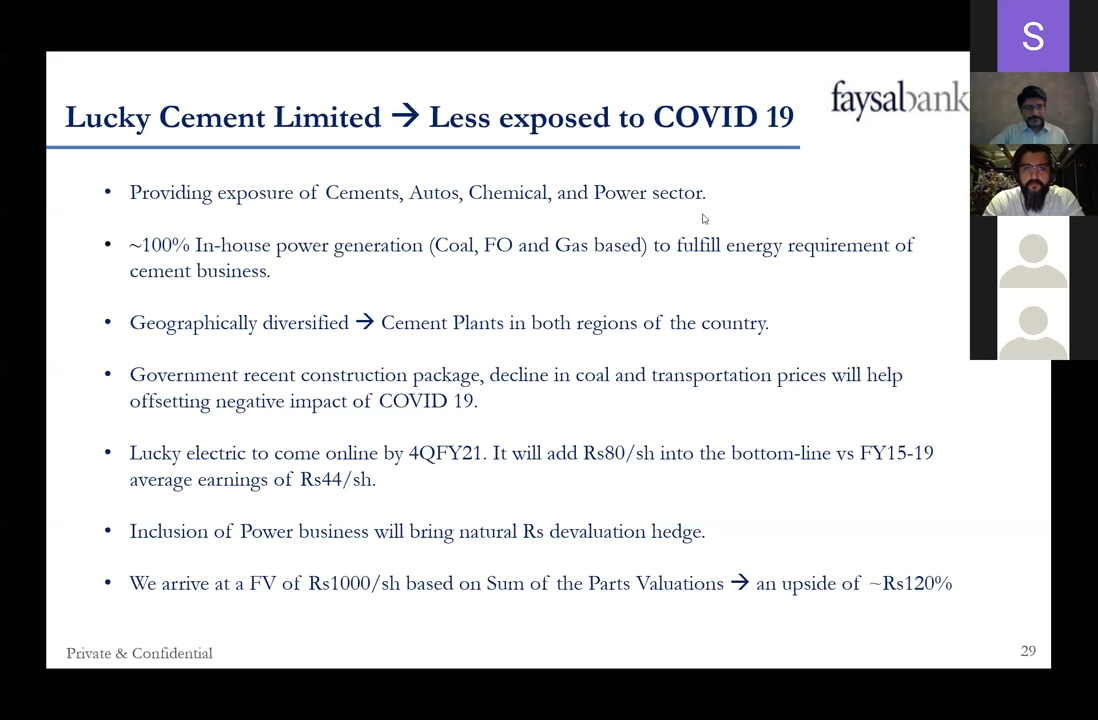 S
faysalbank
Lucky Cement Limited → Less exposed to COVID 19
• Providing exposure of Cements, Autos, Chemical, and Power sector.
• ~100% In-house power generation (Coal, FO and Gas based) to fulfill energy requirement of
cement business.
• Geographically diversified → Cement Plants in both regions of the country.
• Government recent construction package, decline in coal and transportation prices will help
offsetting negative impact of COVID 19.
• Lucky electric to come online by 4QFY21. It will add Rs80/sh into the bottom-line vs FY15-19
average earnings of Rs44/sh.
• Inclusion of Power business will bring natural Rs devaluation hedge.
• We arrive at a FV of Rs1000/sh based on Sum of the Parts Valuations → an upside of ~Rs120%
Private & Confidential
29